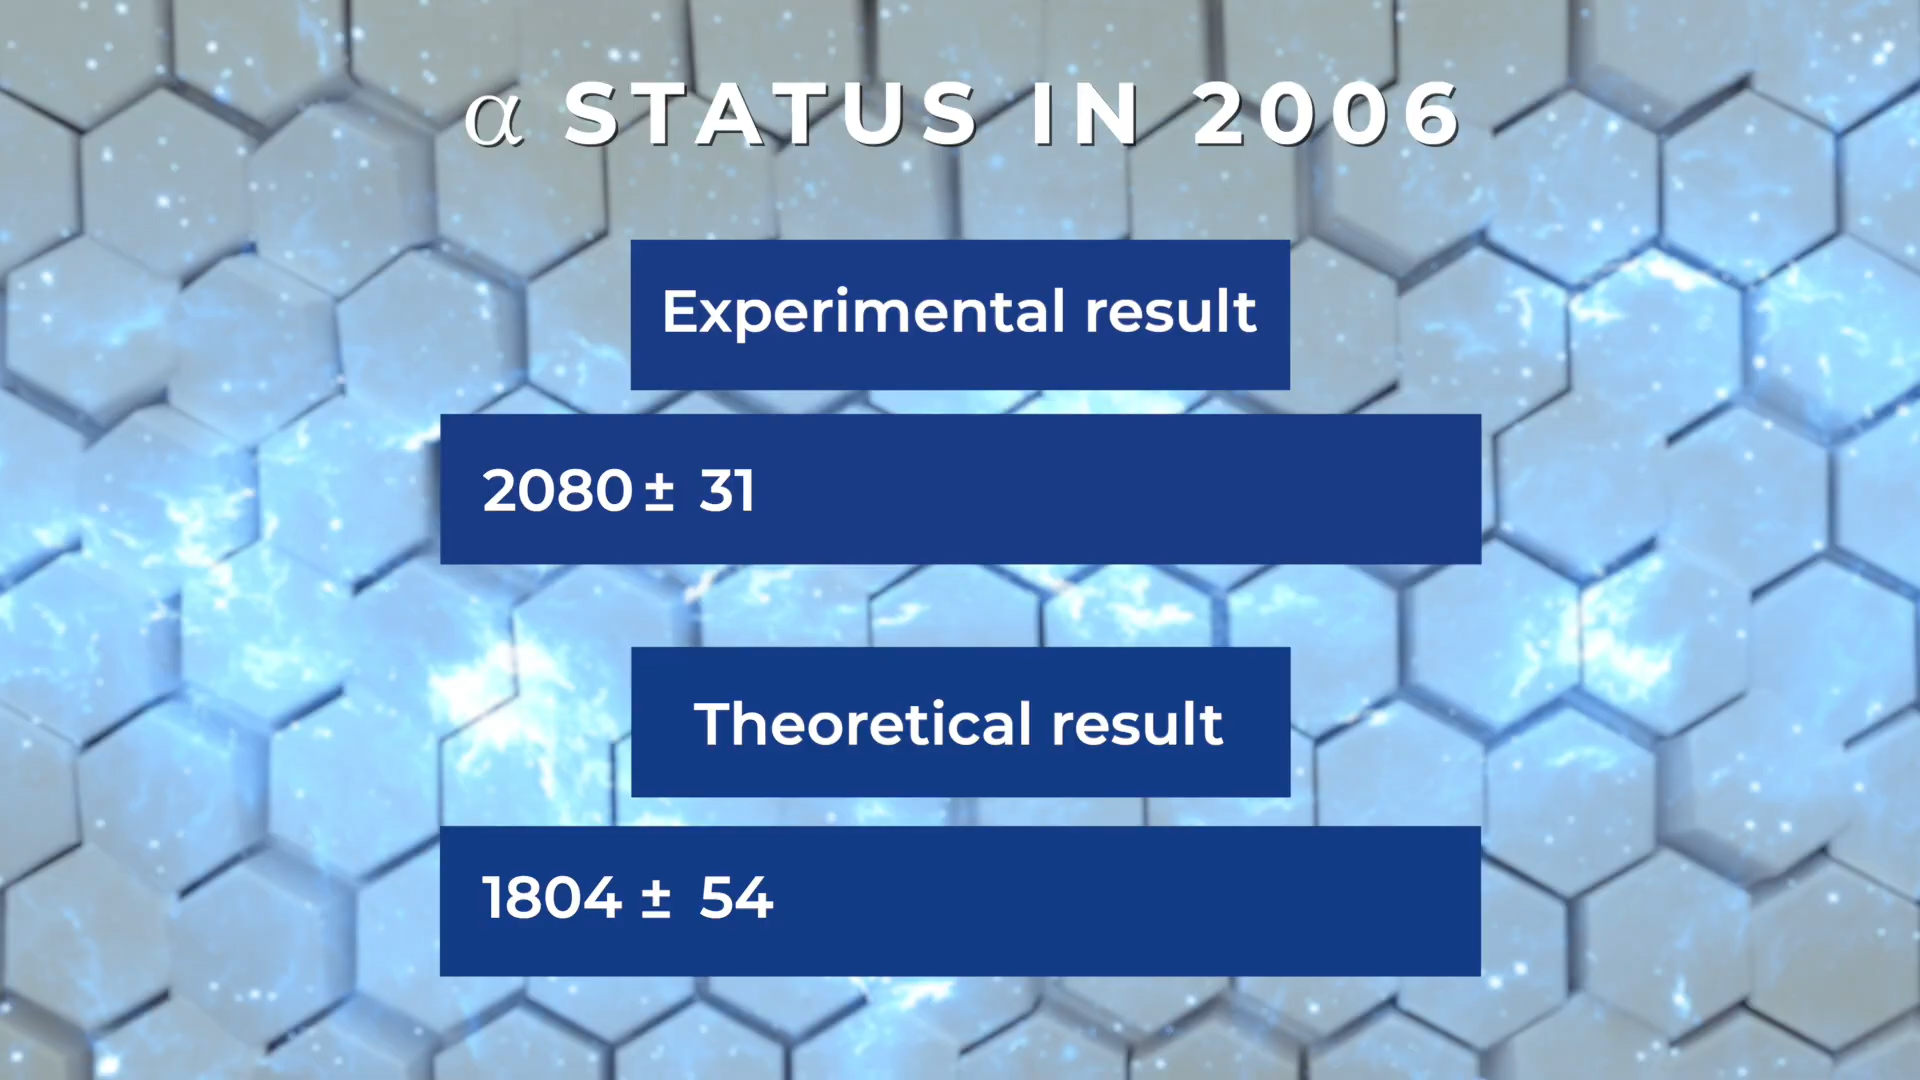 α STATUS IN 2006
Experimental result
2080 ± 31
Theoretical result
1804 ± 54